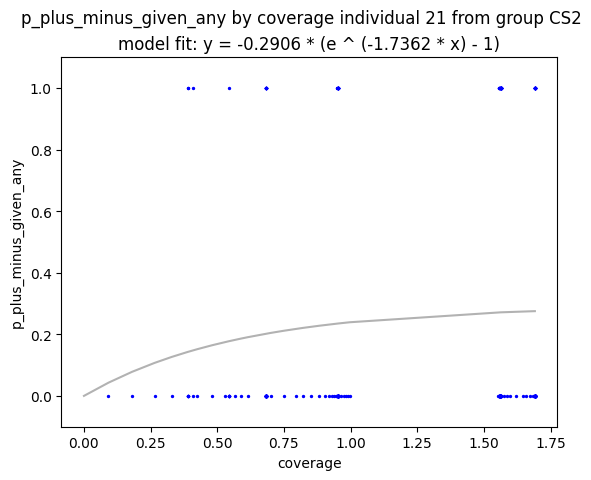 p_plus_minus_given_any by coverage individual 21 from group CS2
model fit: y = -0.2906 * (e ^ (-1.7362 * x) - 1)
p_plus_minus_given_any
1.0
0.8
0.6
0.4
0.2
0.0
0.00 0.25 0.50 0.75 1.00 1.25 1.50 1.75
coverage